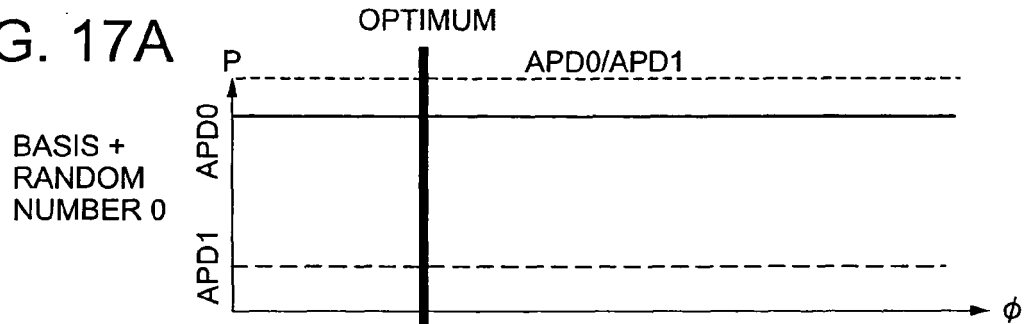 G. 17A
OPTIMUM
P
APD0/APD1
APD0
BASIS +
RANDOM
NUMBER 0
APD1
ϕ